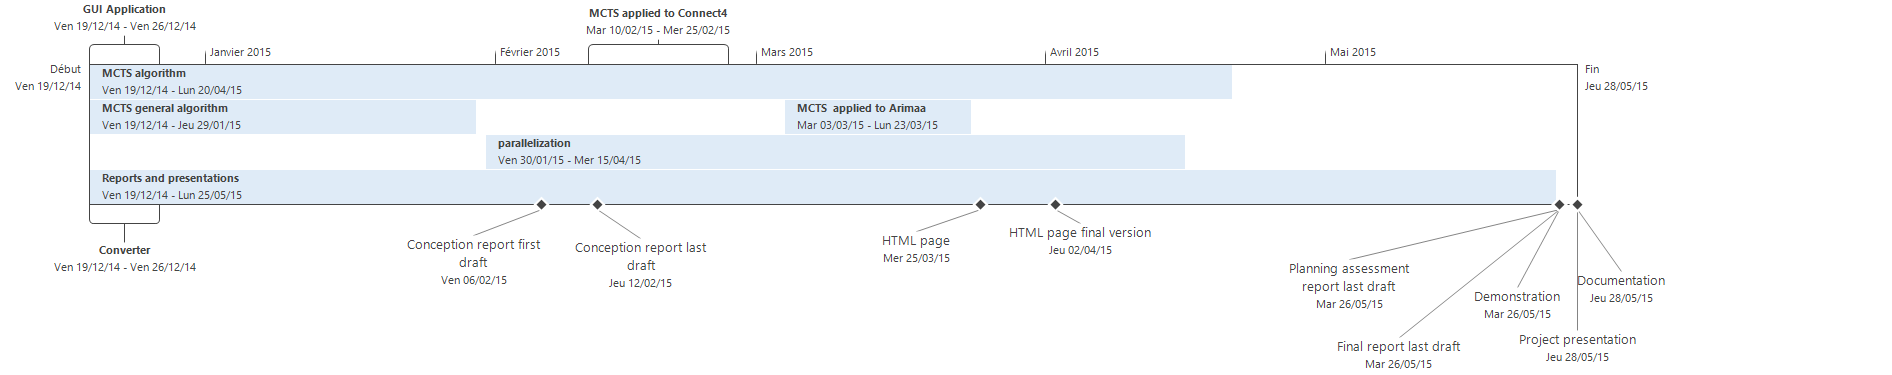 GUI Application
Ven 19/12/14 - Ven 26/12/14
MCTS applied to Connect4
Mar 10/02/15 - Mer 25/02/15
Janvier 2015
Février 2015
Mars 2015
Avril 2015
Mai 2015
Début
Ven 19/12/14
Fin
Jeu 28/05/15
MCTS algorithm
Ven 19/12/14 - Lun 20/04/15
MCTS general algorithm
Ven 19/12/14 - Jeu 29/01/15
MCTS applied to Arimaa
Mar 03/03/15 - Lun 23/03/15
parallelization
Ven 30/01/15 - Mer 15/04/15
Reports and presentations
Ven 19/12/14 - Lun 25/05/15
Converter
Ven 19/12/14 - Ven 26/12/14
Conception report first
draft
Ven 06/02/15
Conception report last
draft
Jeu 12/02/15
HTML page
Mer 25/03/15
HTML page final version
Jeu 02/04/15
Planning assessment
report last draft
Mar 26/05/15
Final report last draft
Mar 26/05/15
Demonstration
Mar 26/05/15
Project presentation
Jeu 28/05/15
Documentation
Jeu 28/05/15